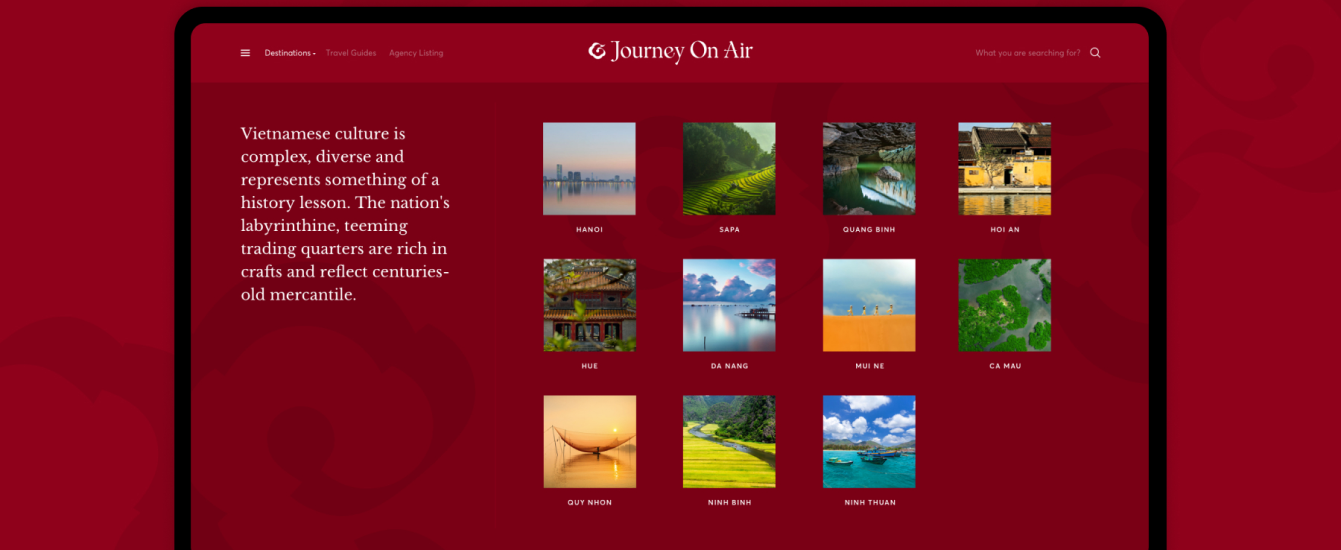 Destinations
Travel Guides
Agency Listing
Journey On Air
What you are searching for?
Vietnamese culture is
complex, diverse and
represents something of a
history lesson. The nation's
labyrinthine, teeming
trading quarters are rich in
crafts and reflect centuries-
old mercantile.
HANOI
SAPA
QUANG BINH
HOI AN
HUE
DA NANG
MUI NE
CA MAU
QUY NHON
NINH BINH
NINH THUAN